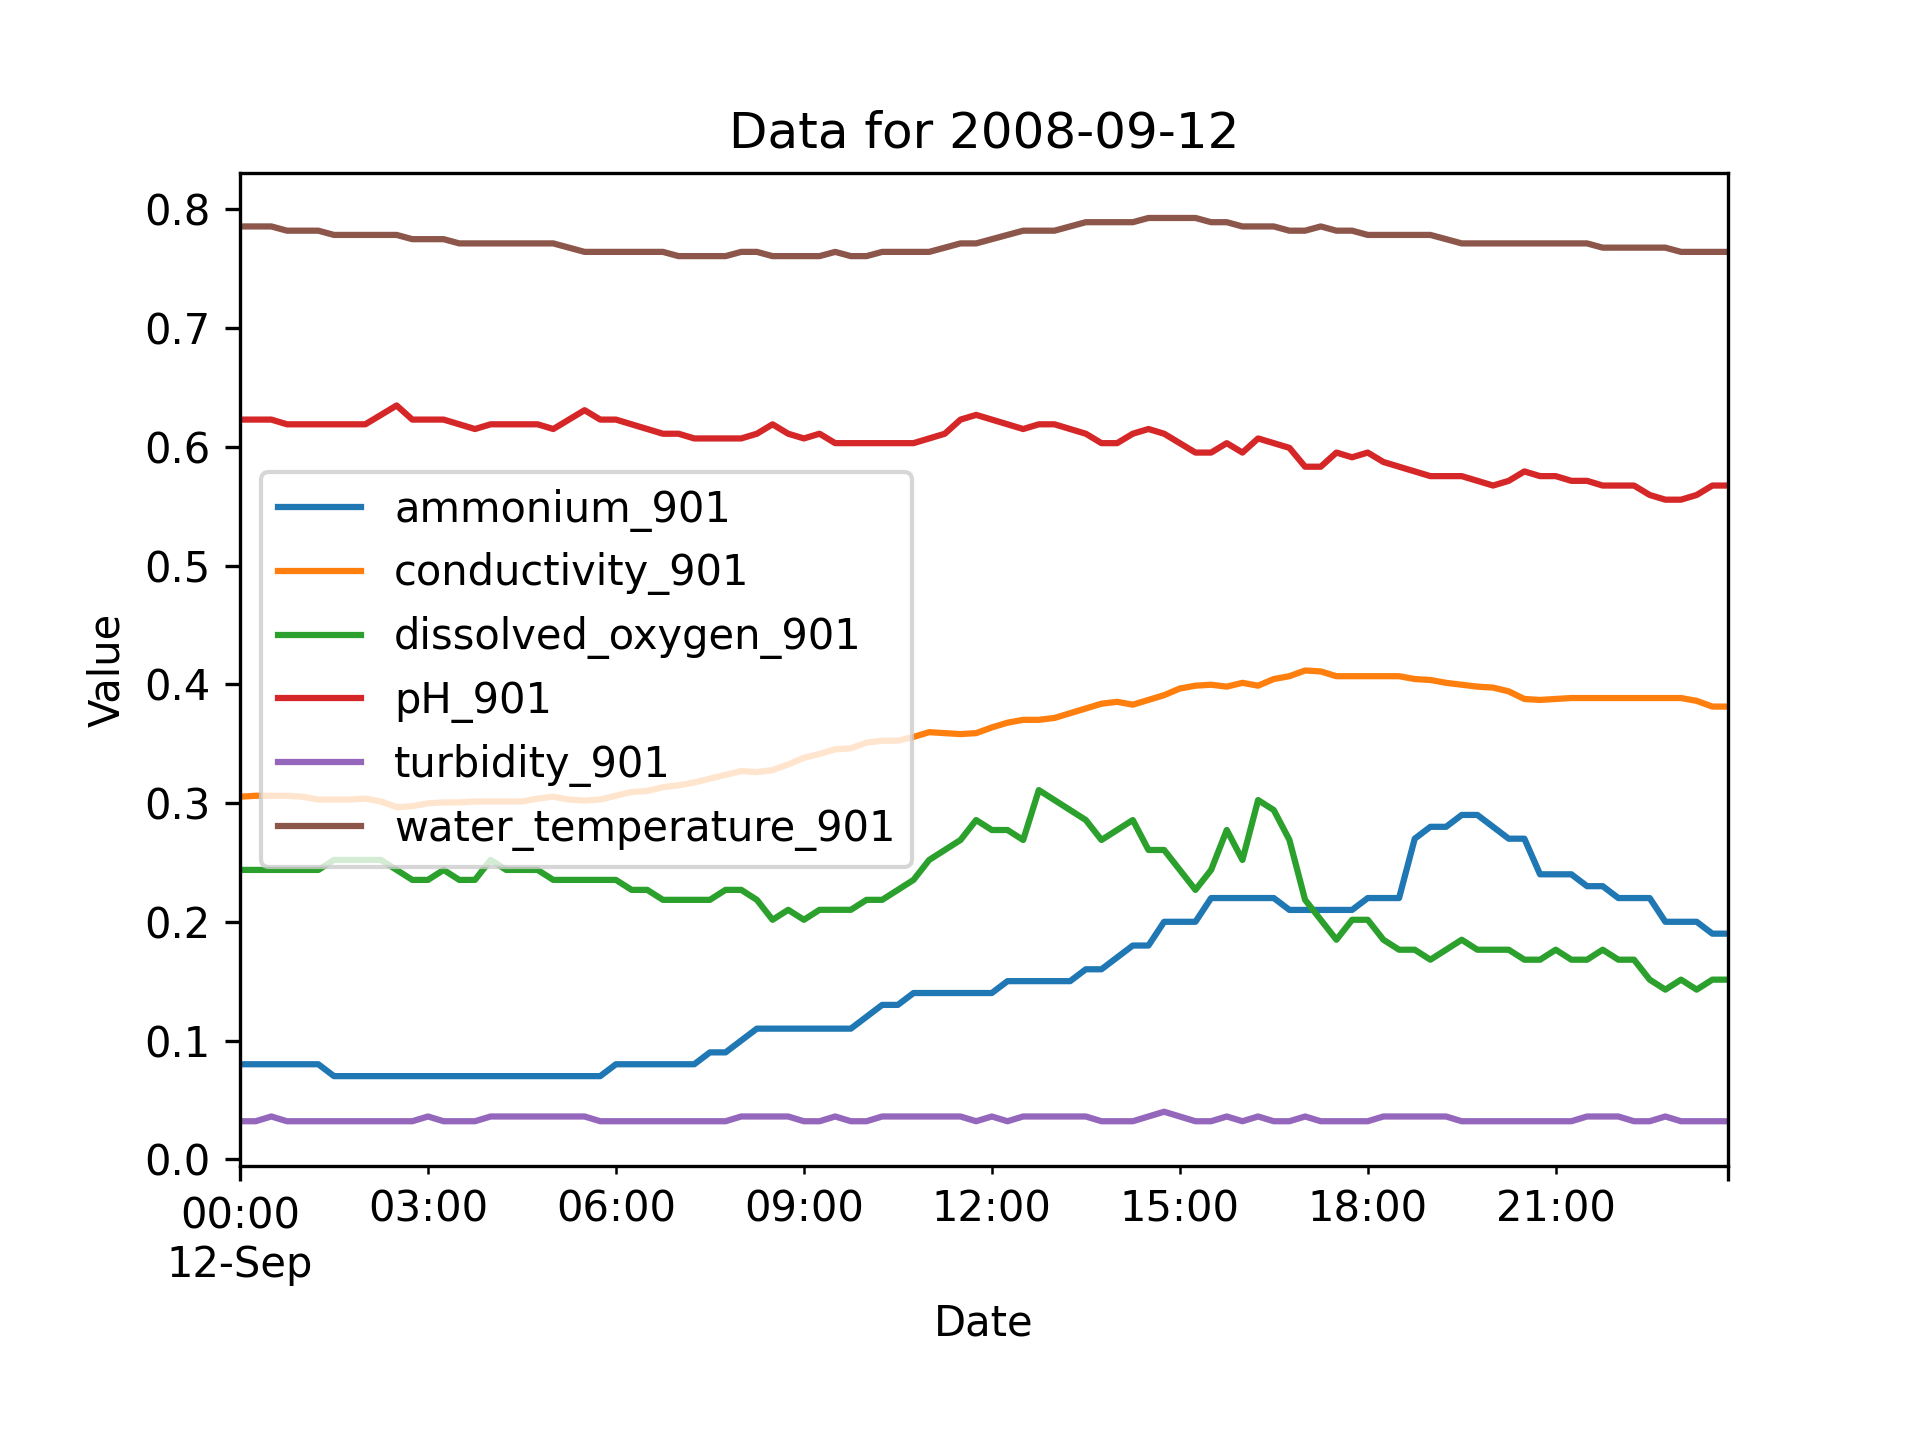 Data for 2008-09-12
Value
0.8
0.7
0.6
0.5
0.4
0.3
0.2
0.1
0.0
ammonium_901
conductivity_901
dissolved_oxygen_901
pH_901
turbidity_901
water_temperature_901
00:00 03:00 06:00 09:00 12:00 15:00 18:00 21:00
12-Sep
Date